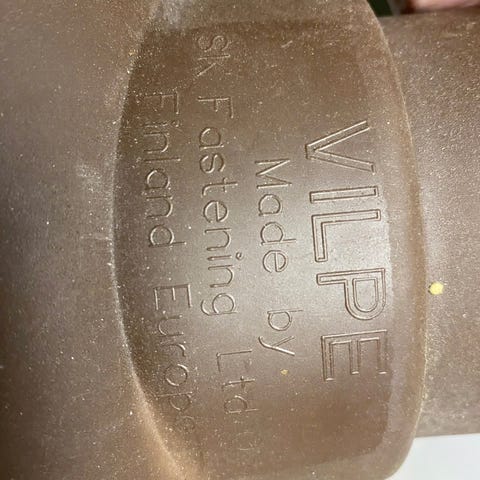 VILPE
Made by
SK Fastening Ltd
Finland Europe